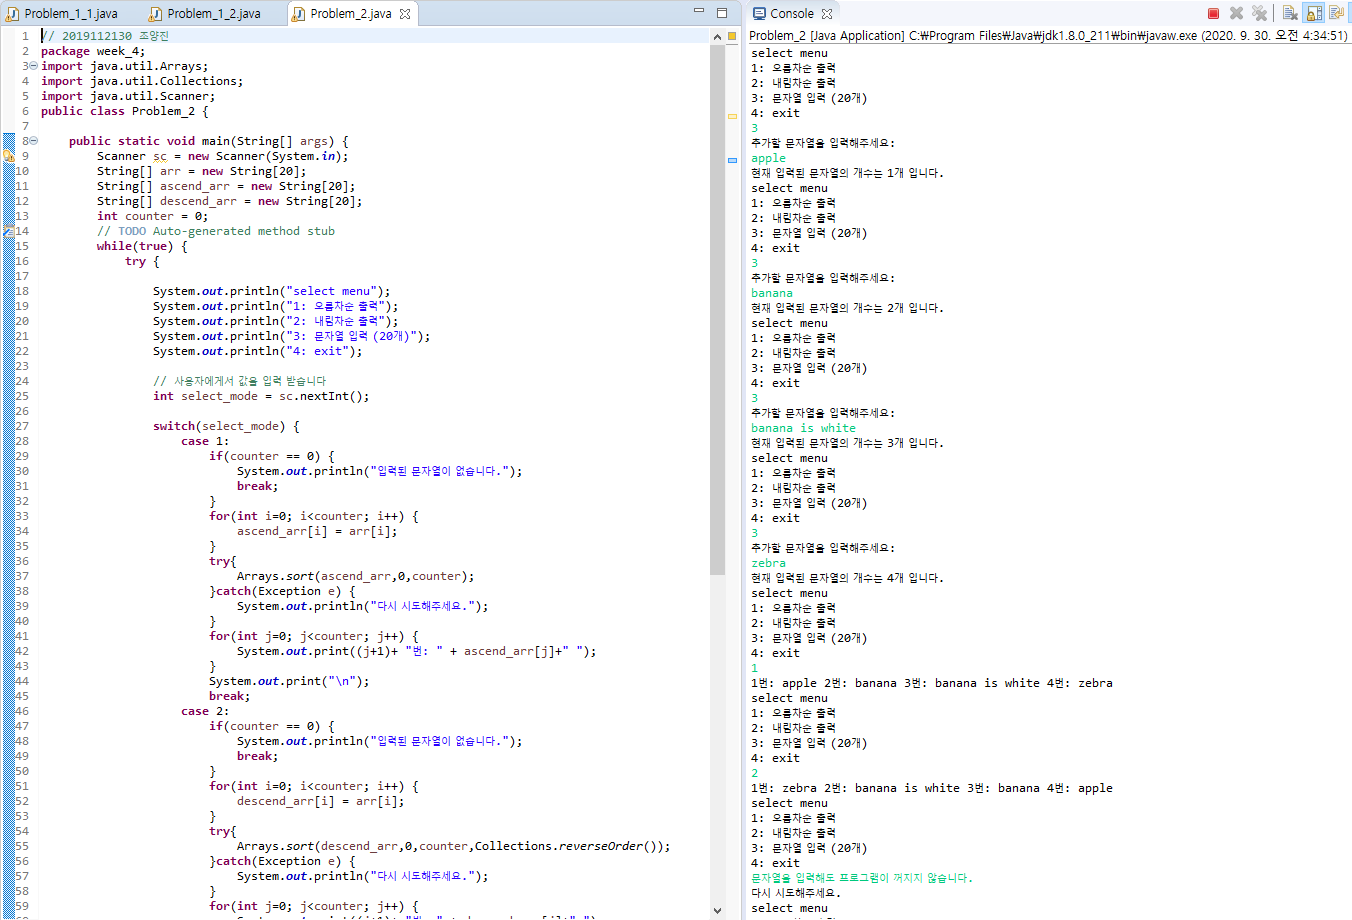 Problem_1_1.java
Problem_1_2.java
Problem_2.java
1 // 2019112130 조양진
2 package week_4;
3 import java.util.Arrays;
4 import java.util.Collections;
5 import java.util.Scanner;
6 public class Problem_2 {
7
8 public static void main(String[] args) {
9 Scanner sc = new Scanner(System.in);
10 String[] arr = new String[20];
11 String[] ascend_arr = new String[20];
12 String[] descend_arr = new String[20];
13 int counter = 0;
14 // TODO Auto-generated method stub
15 while(true) {
16 try {
17
18 System.out.println("select menu");
19 System.out.println("1: 오름차순 출력");
20 System.out.println("2: 내림차순 출력");
21 System.out.println("3: 문자열 입력 (20개)");
22 System.out.println("4: exit");
23
24 // 사용자에게서 값을 입력 받습니다
25 int select_mode = sc.nextInt();
26
27 switch(select_mode) {
28 case 1:
29 if(counter == 0) {
30 System.out.println("입력된 문자열이 없습니다.");
31 break;
32 }
33 for(int i=0; i<counter; i++) {
34 ascend_arr[i] = arr[i];
35 }
36 try{
37 Arrays.sort(ascend_arr,0,counter);
38 }catch(Exception e) {
39 System.out.println("다시 시도해주세요.");
40 }
41 for(int j=0; j<counter; j++) {
42 System.out.print((j+1)+ "번: " + ascend_arr[j]+" ");
43 }
44 System.out.print("\n");
45 break;
46 case 2:
47 if(counter == 0) {
48 System.out.println("입력된 문자열이 없습니다.");
49 break;
50 }
51 for(int i=0; i<counter; i++) {
52 descend_arr[i] = arr[i];
53 }
54 try{
55 Arrays.sort(descend_arr,0,counter,Collections.reverseOrder());
56 }catch(Exception e) {
57 System.out.println("다시 시도해주세요.");
58 }
59 for(int j=0; j<counter; j++) {
Console
Problem_2 [Java Application] C:₩Program Files₩Java₩jdk1.8.0_211₩bin₩javaw.exe (2020. 9. 30. 오전 4:34:51)
select menu
1: 오름차순 출력
2: 내림차순 출력
3: 문자열 입력 (20개)
4: exit
3
추가할 문자열을 입력해주세요:
apple
현재 입력된 문자열의 개수는 1개 입니다.
select menu
1: 오름차순 출력
2: 내림차순 출력
3: 문자열 입력 (20개)
4: exit
3
추가할 문자열을 입력해주세요:
banana
현재 입력된 문자열의 개수는 2개 입니다.
select menu
1: 오름차순 출력
2: 내림차순 출력
3: 문자열 입력 (20개)
4: exit
3
추가할 문자열을 입력해주세요:
banana is white
현재 입력된 문자열의 개수는 3개 입니다.
select menu
1: 오름차순 출력
2: 내림차순 출력
3: 문자열 입력 (20개)
4: exit
3
추가할 문자열을 입력해주세요:
zebra
현재 입력된 문자열의 개수는 4개 입니다.
select menu
1: 오름차순 출력
2: 내림차순 출력
3: 문자열 입력 (20개)
4: exit
1
1번: apple 2번: banana 3번: banana is white 4번: zebra
select menu
1: 오름차순 출력
2: 내림차순 출력
3: 문자열 입력 (20개)
4: exit
2
1번: zebra 2번: banana is white 3번: banana 4번: apple
select menu
1: 오름차순 출력
2: 내림차순 출력
3: 문자열 입력 (20개)
4: exit
문자열을 입력해도 프로그램이 꺼지지 않습니다.
다시 시도해주세요.
select menu